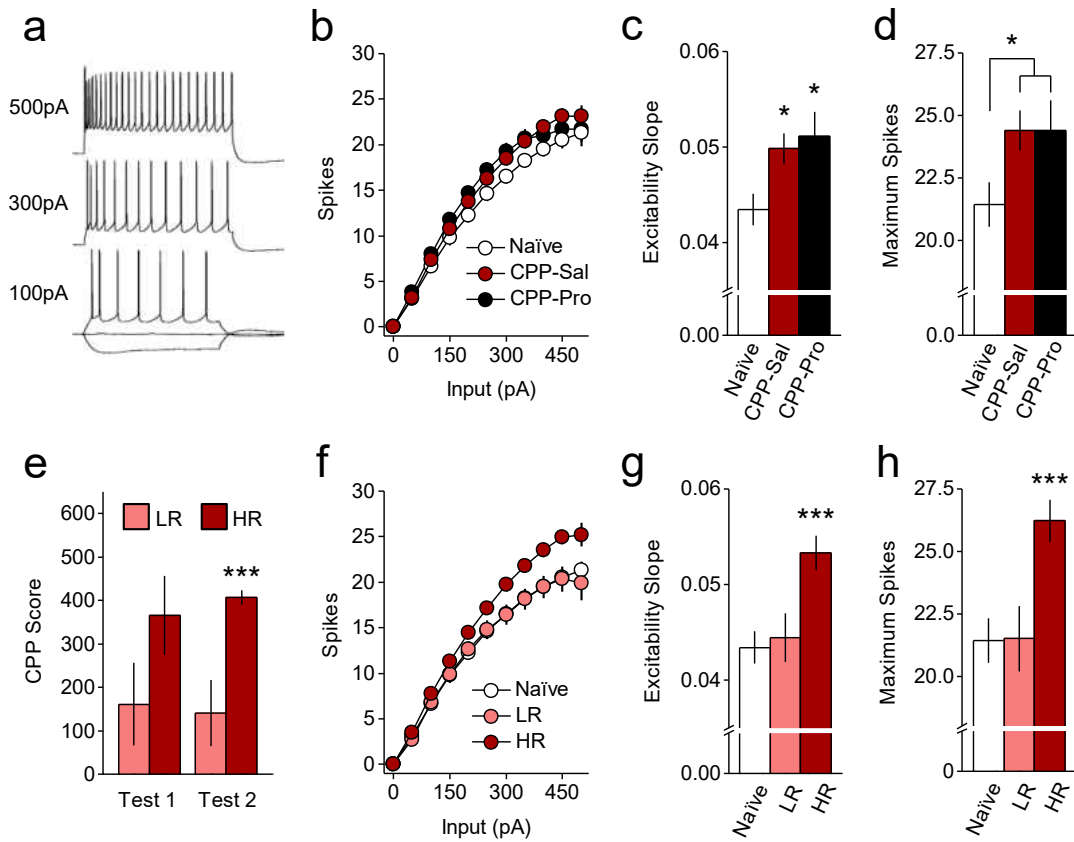 a
500pA
300pA
100pA
b
Spikes
30
25
20
15
10
5
0
Naïve
CPP-Sal
CPP-Pro
0 150 300 450
Input (pA)
c
Excitability Slope
0.06
0.05
0.04
0.00
* *
Naïve CPP-Sal CPP-Pro
d
Maximum Spikes
27.5
25.0
22.5
20.0
0.0
*
Naïve CPP-Sal CPP-Pro
e
CPP Score
600
500
400
300
200
100
0
LR HR
***
Test 1 Test 2
f
Spikes
30
25
20
15
10
5
0
Naïve
LR
HR
0 150 300 450
Input (pA)
g
Excitability Slope
0.06
0.05
0.04
0.00
***
Naïve LR HR
h
Maximum Spikes
27.5
25.0
22.5
20.0
0
***
Naïve LR HR